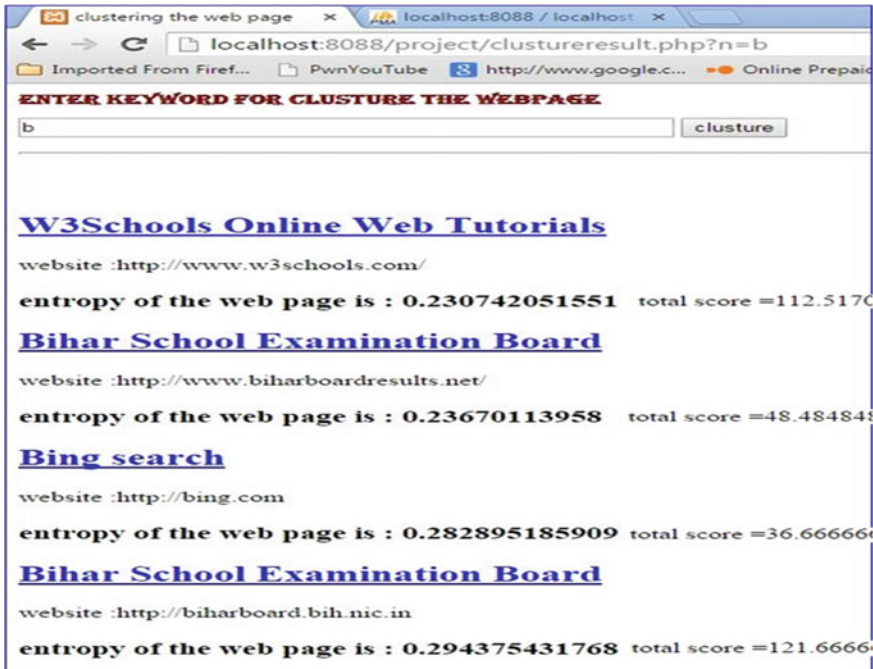 clustering the web page × localhost:8088 / localhost ×
localhost:8088/project/clustureresult.php?n=b
Imported From Firef... PwnYouTube 8 http://www.google.c... Online Prepaid
ENTER KEYWORD FOR CLUSTURE THE WEBPAGE
b clusture
W3Schools Online Web Tutorials
website :http://www.w3schools.com/
entropy of the web page is : 0.230742051551 total score =112.5170
Bihar School Examination Board
website :http://www.biharboardresults.net/
entropy of the web page is : 0.23670113958 total score =48.484848
Bing search
website :http://bing.com
entropy of the web page is : 0.282895185909 total score =36.66666
Bihar School Examination Board
website :http://biharboard.bih.nic.in
entropy of the web page is : 0.294375431768 total score =121.6666